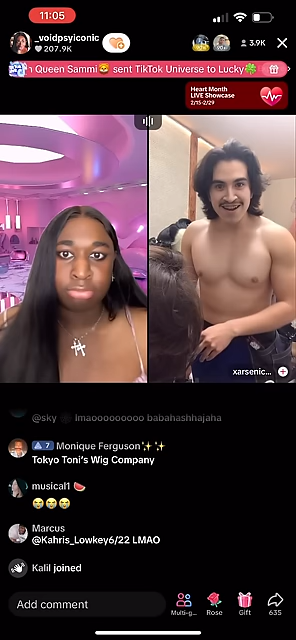 11:05
_voidpsyiconic
207.9K
3.9K
n Queen Sammi sent TikTok Universe to Lucky
Heart Month
LIVE Showcase
2/15-2/29
xarsenic...
@sky lmaooooooooo babahashhajaha
7 Monique Ferguson
Tokyo Toni's Wig Company
musical1
Marcus
@Kahris_Lowkey6/22 LMAO
Kalil joined
Add comment
Multi-g...
Rose
Gift
635